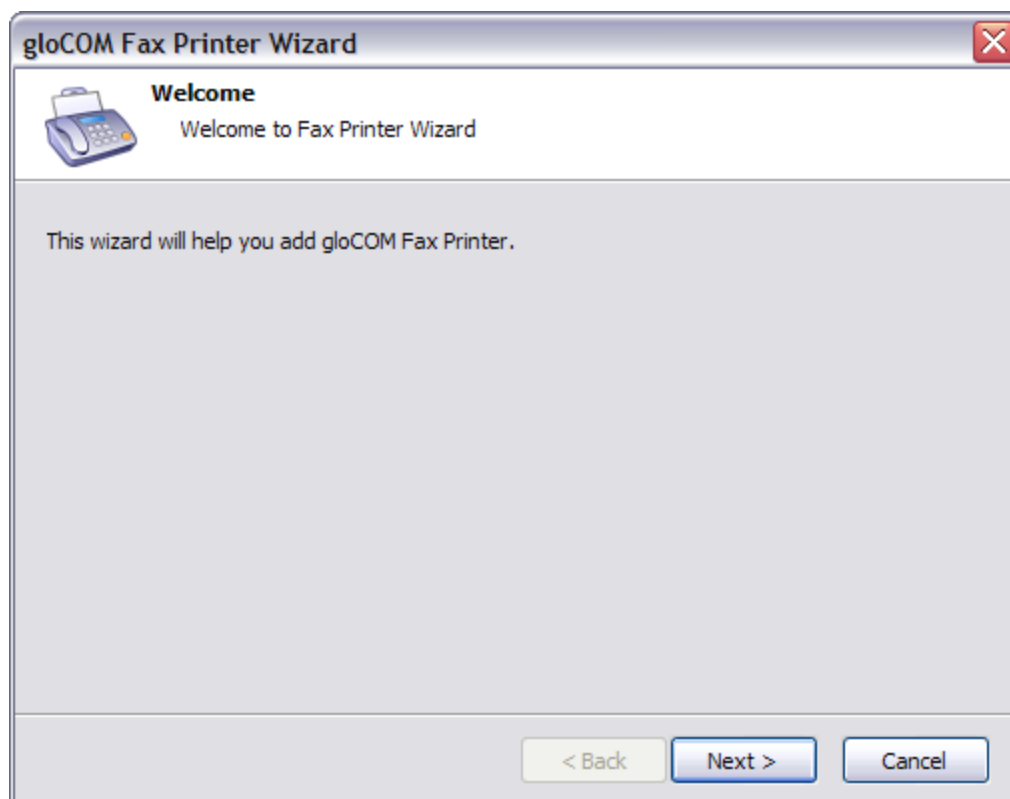 gloCOM Fax Printer Wizard
Welcome
Welcome to Fax Printer Wizard
This wizard will help you add gloCOM Fax Printer.
< Back Next > Cancel